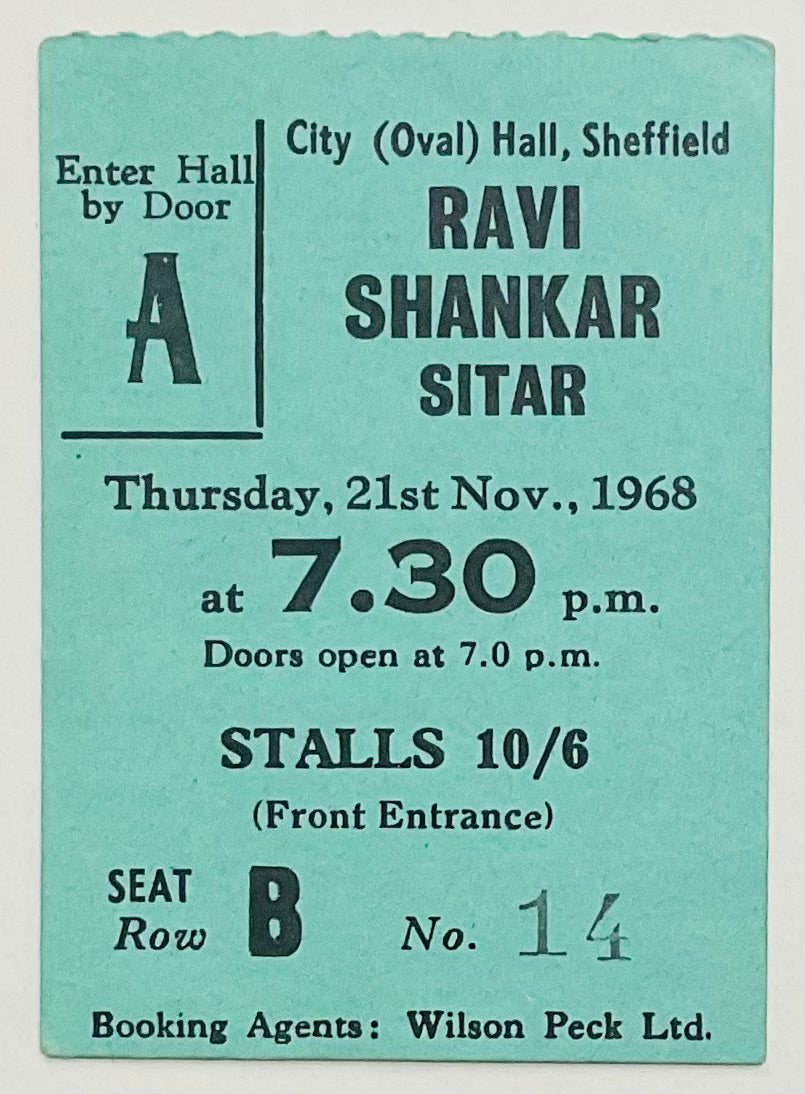 Enter Hall
by Door
A
City (Oval) Hall, Sheffield
RAVI
SHANKAR
SITAR
Thursday, 21st Nov., 1968
at 7.30 p.m.
Doors open at 7.0 p.m.
STALLS 10/6
(Front Entrance)
SEAT
Row B No. 14
Booking Agents: Wilson Peck Ltd.